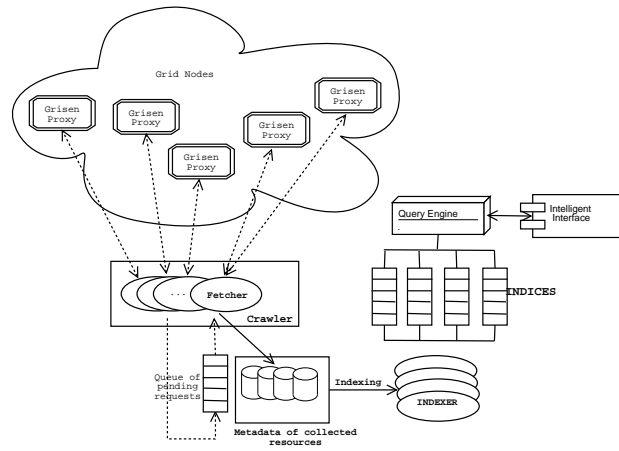 Grid Nodes
Grisen
Proxy
Grisen
Proxy
Grisen
Proxy
Grisen
Proxy
Grisen
Proxy
Query Engine
.
Intelligent
Interface
INDICES
...
Fetcher
Crawler
Queue of
pending
requests
Indexing
INDEXER
Metadata of collected
resources